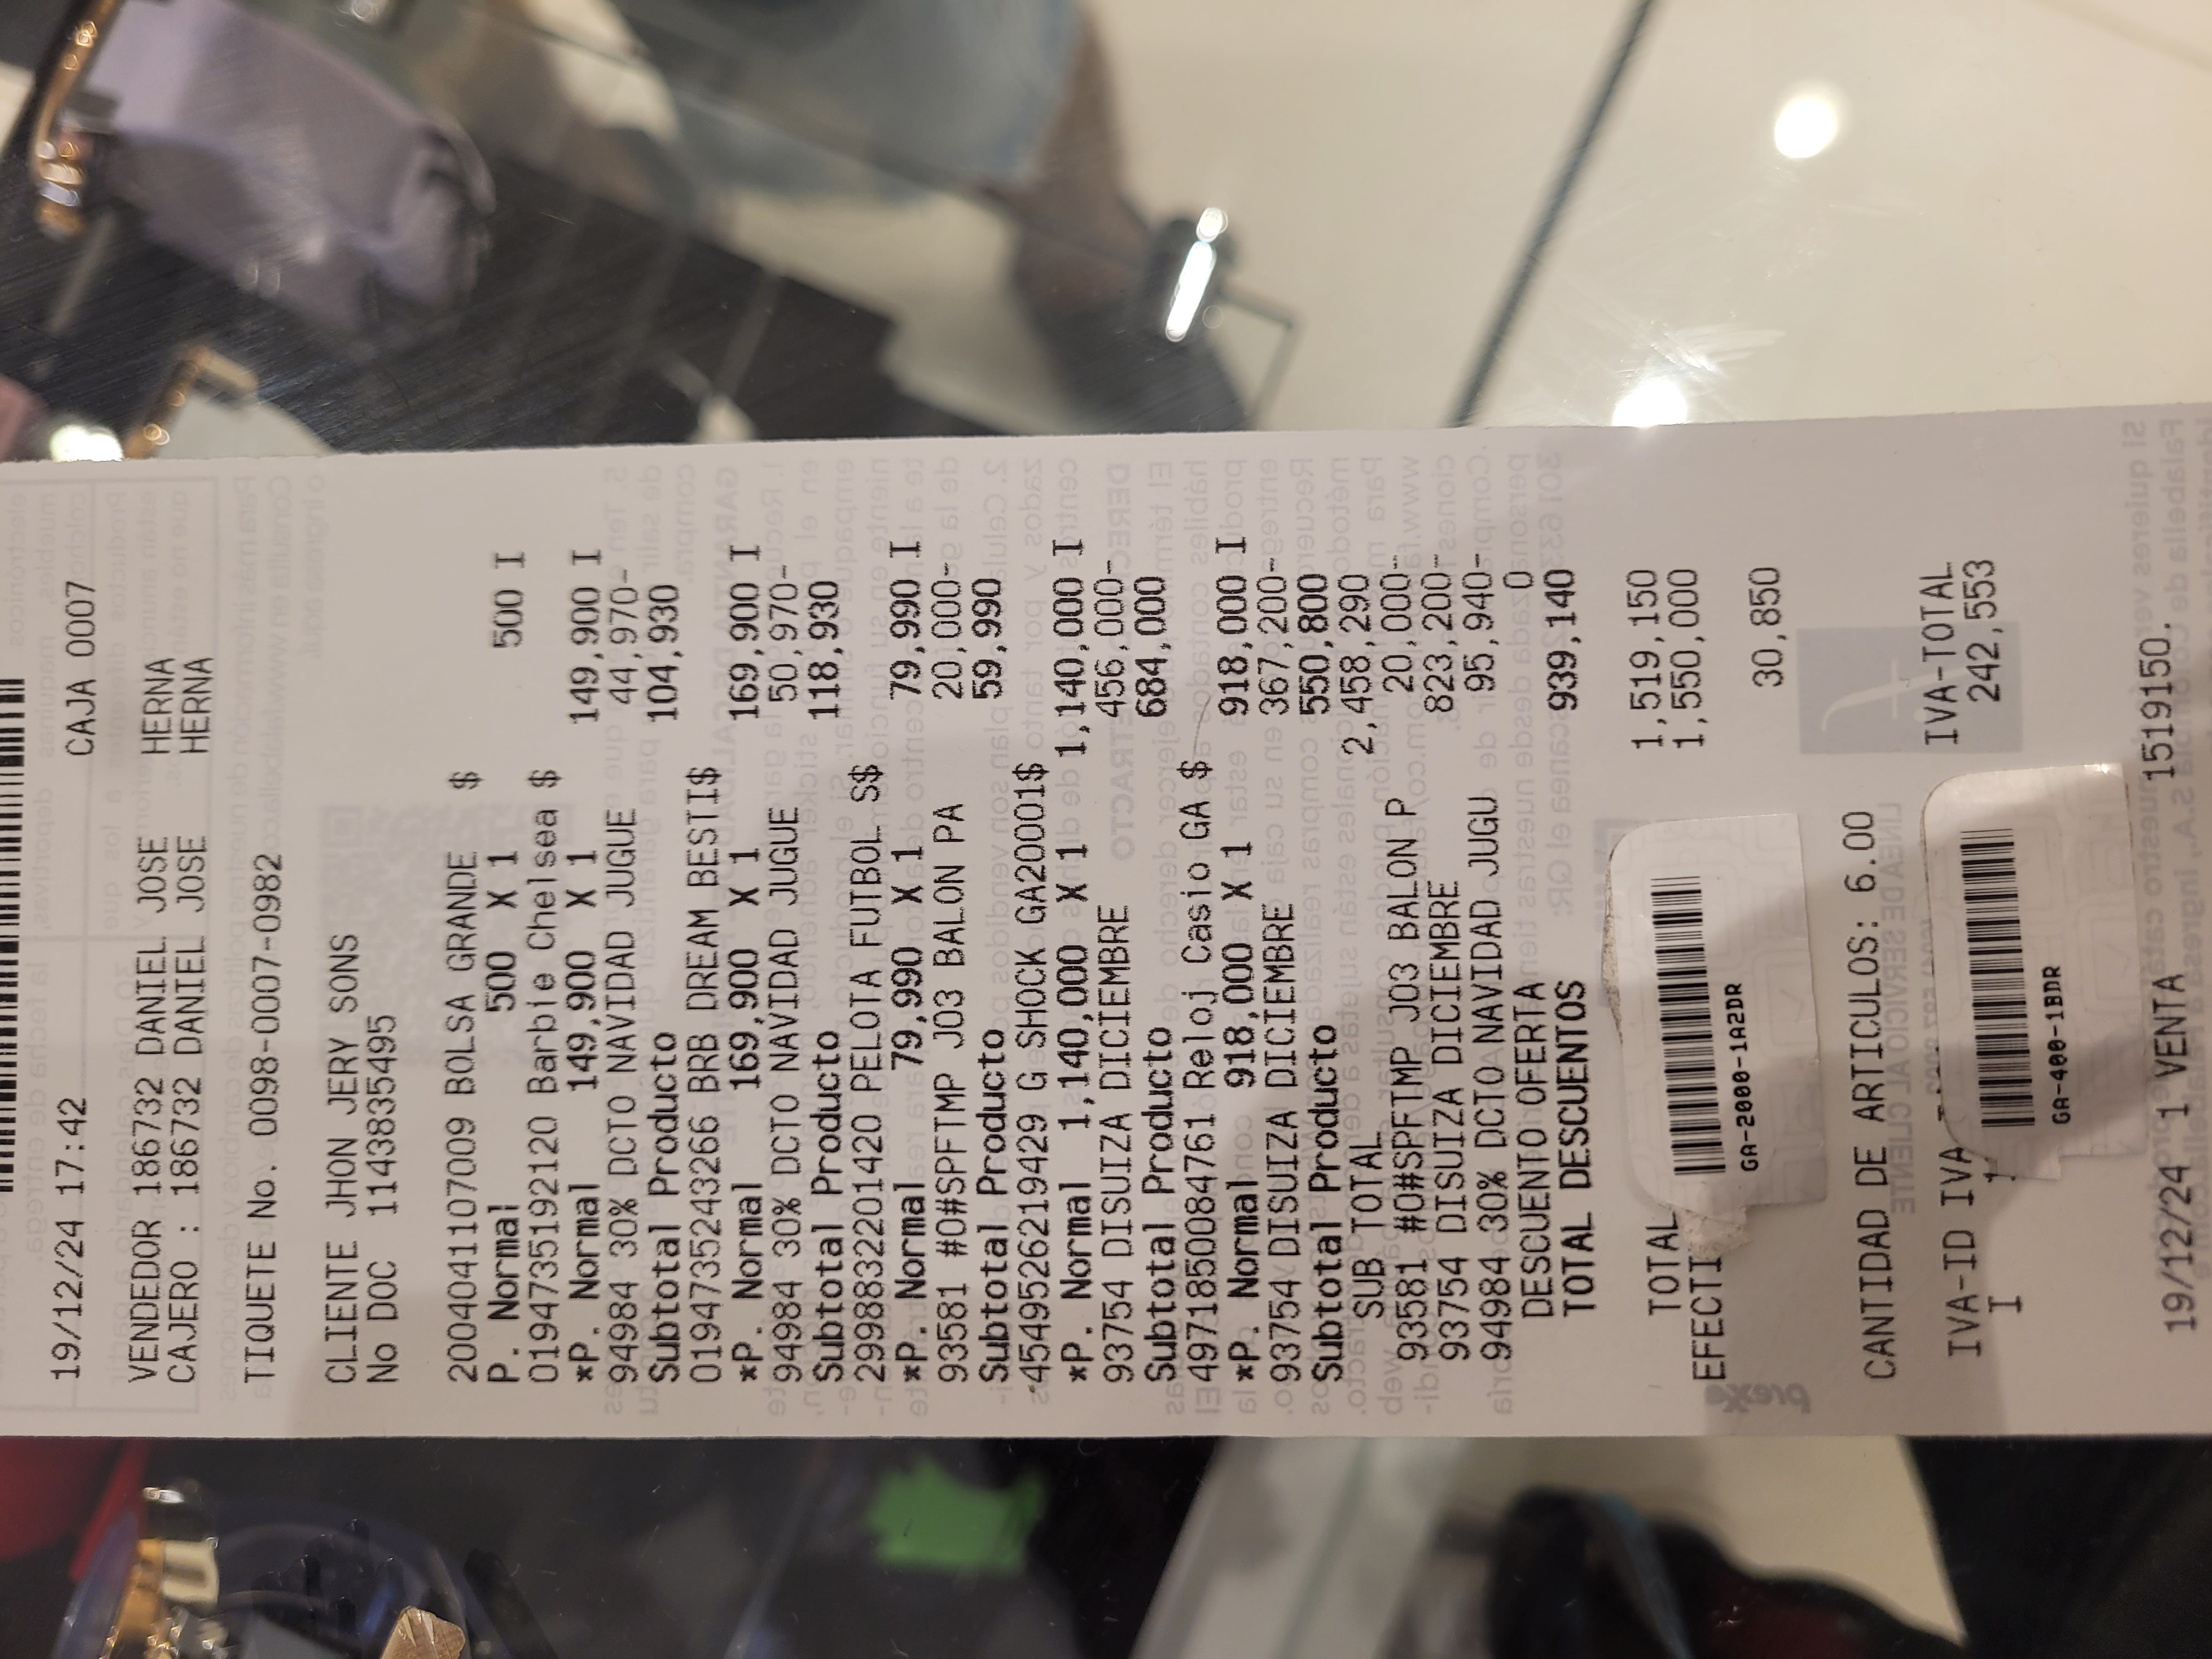 19/12/24 17:42 CAJA 0007
VENDEDOR 186732 DANIEL JOSE HERNA
CAJERO : 186732 DANIEL JOSE HERNA
TIQUETE No. 0098-0007-0982
CLIENTE JHON JERY SONS
No DOC 1143835495
2004041107009 BOLSA GRANDE $
P. Normal 500 X 1 500 I
0194735192120 Barbie Chelsea $
*P. Normal 149,900 X 1 149,900 I
94984 30% DCTO NAVIDAD JUGUE 44,970-
Subtotal Producto 104,930
0194735243266 BRB DREAM BESTI$
*P. Normal 169,900 X 1 169,900 I
94984 30% DCTO NAVIDAD JUGUE 50,970-
Subtotal Producto 118,930
2998832201420 PELOTA FUTBOL S$
*P. Normal 79,990 X 1 79,990 I
93581 #0#SPFTMP J03 BALON PA 20,000-
Subtotal Producto 59,990
4549526219429 G SHOCK GA20001$
*P. Normal 1,140,000 X 1 1,140,000 I
93754 DISUIZA DICIEMBRE 456,000-
Subtotal Producto 684,000
4971850084761 Reloj Casio GA $
*P. Normal 918,000 X 1 918,000 I
93754 DISUIZA DICIEMBRE 367,200-
Subtotal Producto 550,800
SUB TOTAL 2,458,290
93581 #0#SPFTMP J03 BALON P 20,000-
93754 DISUIZA DICIEMBRE 823,200-
94984 30% DCTO NAVIDAD JUGU 95,940-
DESCUENTO OFERTA 0
TOTAL DESCUENTOS 939,140
TOTAL 1,519,150
EFECTI 1,550,000
GA-2000-1A2DR
30,850
CANTIDAD DE ARTICULOS: 6.00
IVA-ID IVA IVA-TOTAL
I 242,553
GA-400-1BDR
19/12/24 1 VENTA 1519150.